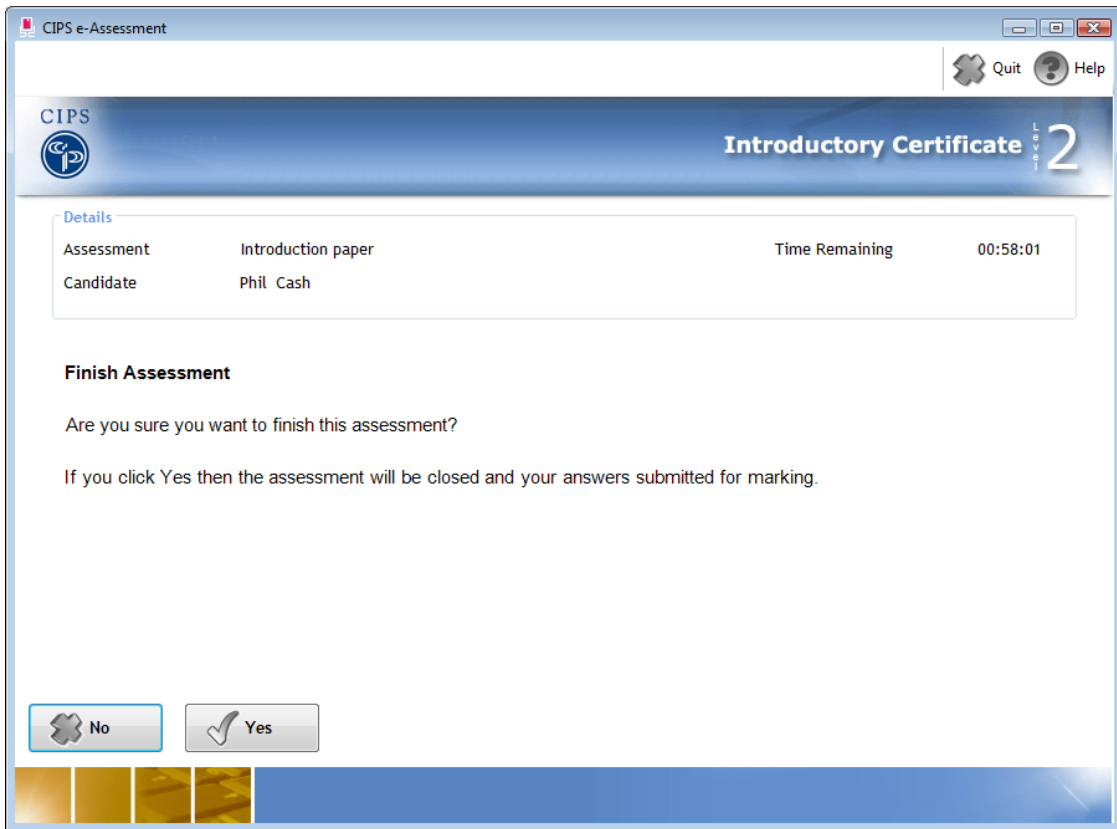 CIPS e-Assessment
Quit Help
CIPS
Introductory Certificate Level 2
Details
Assessment Introduction paper Time Remaining 00:58:01
Candidate Phil Cash
Finish Assessment
Are you sure you want to finish this assessment?
If you click Yes then the assessment will be closed and your answers submitted for marking.
No Yes